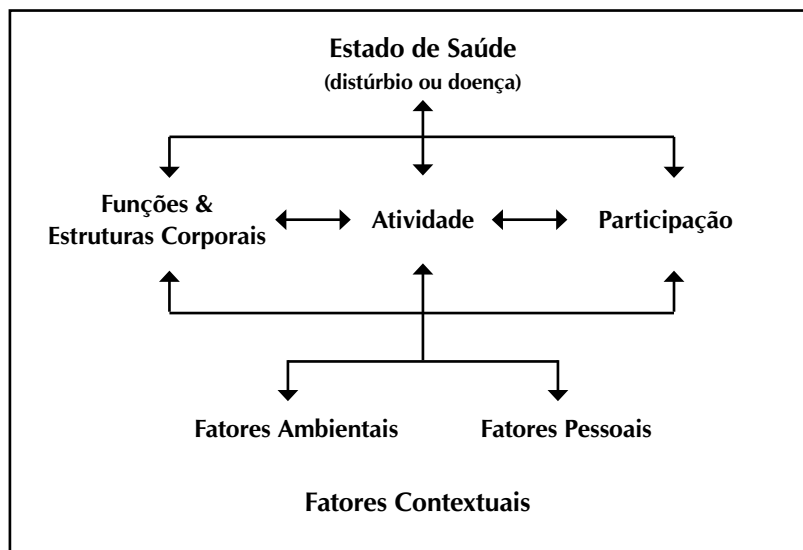 Estado de Saúde
(distúrbio ou doença)
Funções &
Estruturas Corporais
Atividade
Participação
Fatores Ambientais
Fatores Pessoais
Fatores Contextuais